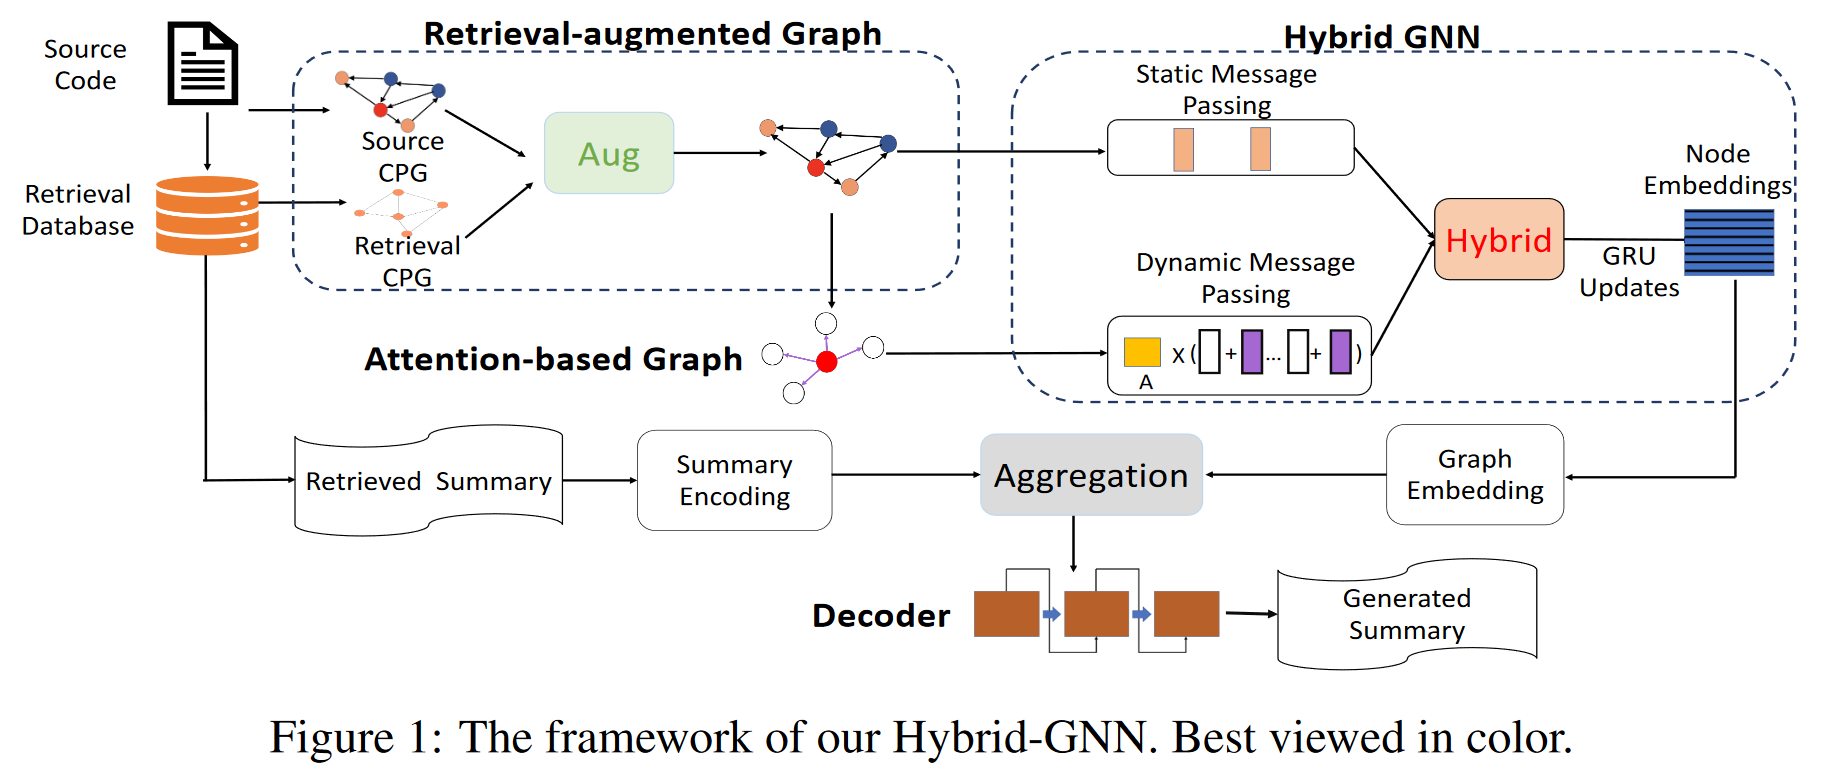 Retrieval-augmented Graph
Hybrid GNN
Source
Code
Static Message
Passing
Source
CPG
Aug
Node
Embeddings
Retrieval
Database
Hybrid
Retrieval
CPG
GRU
Updates
Dynamic Message
Passing
Attention-based Graph
X ( + ... + )
A
Retrieved Summary
Summary
Encoding
Aggregation
Graph
Embedding
Decoder
Generated
Summary
Figure 1: The framework of our Hybrid-GNN. Best viewed in color.